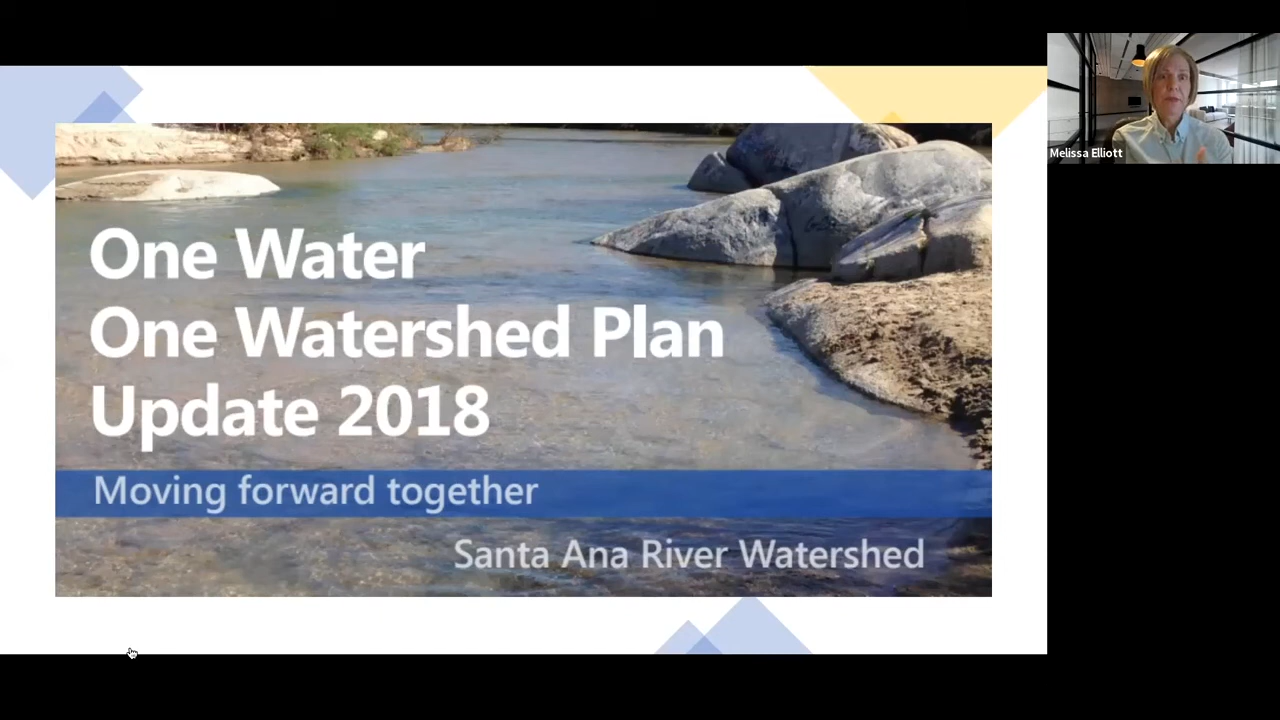 One Water
One Watershed Plan
Update 2018
Moving forward together
Santa Ana River Watershed
Melissa Elliott